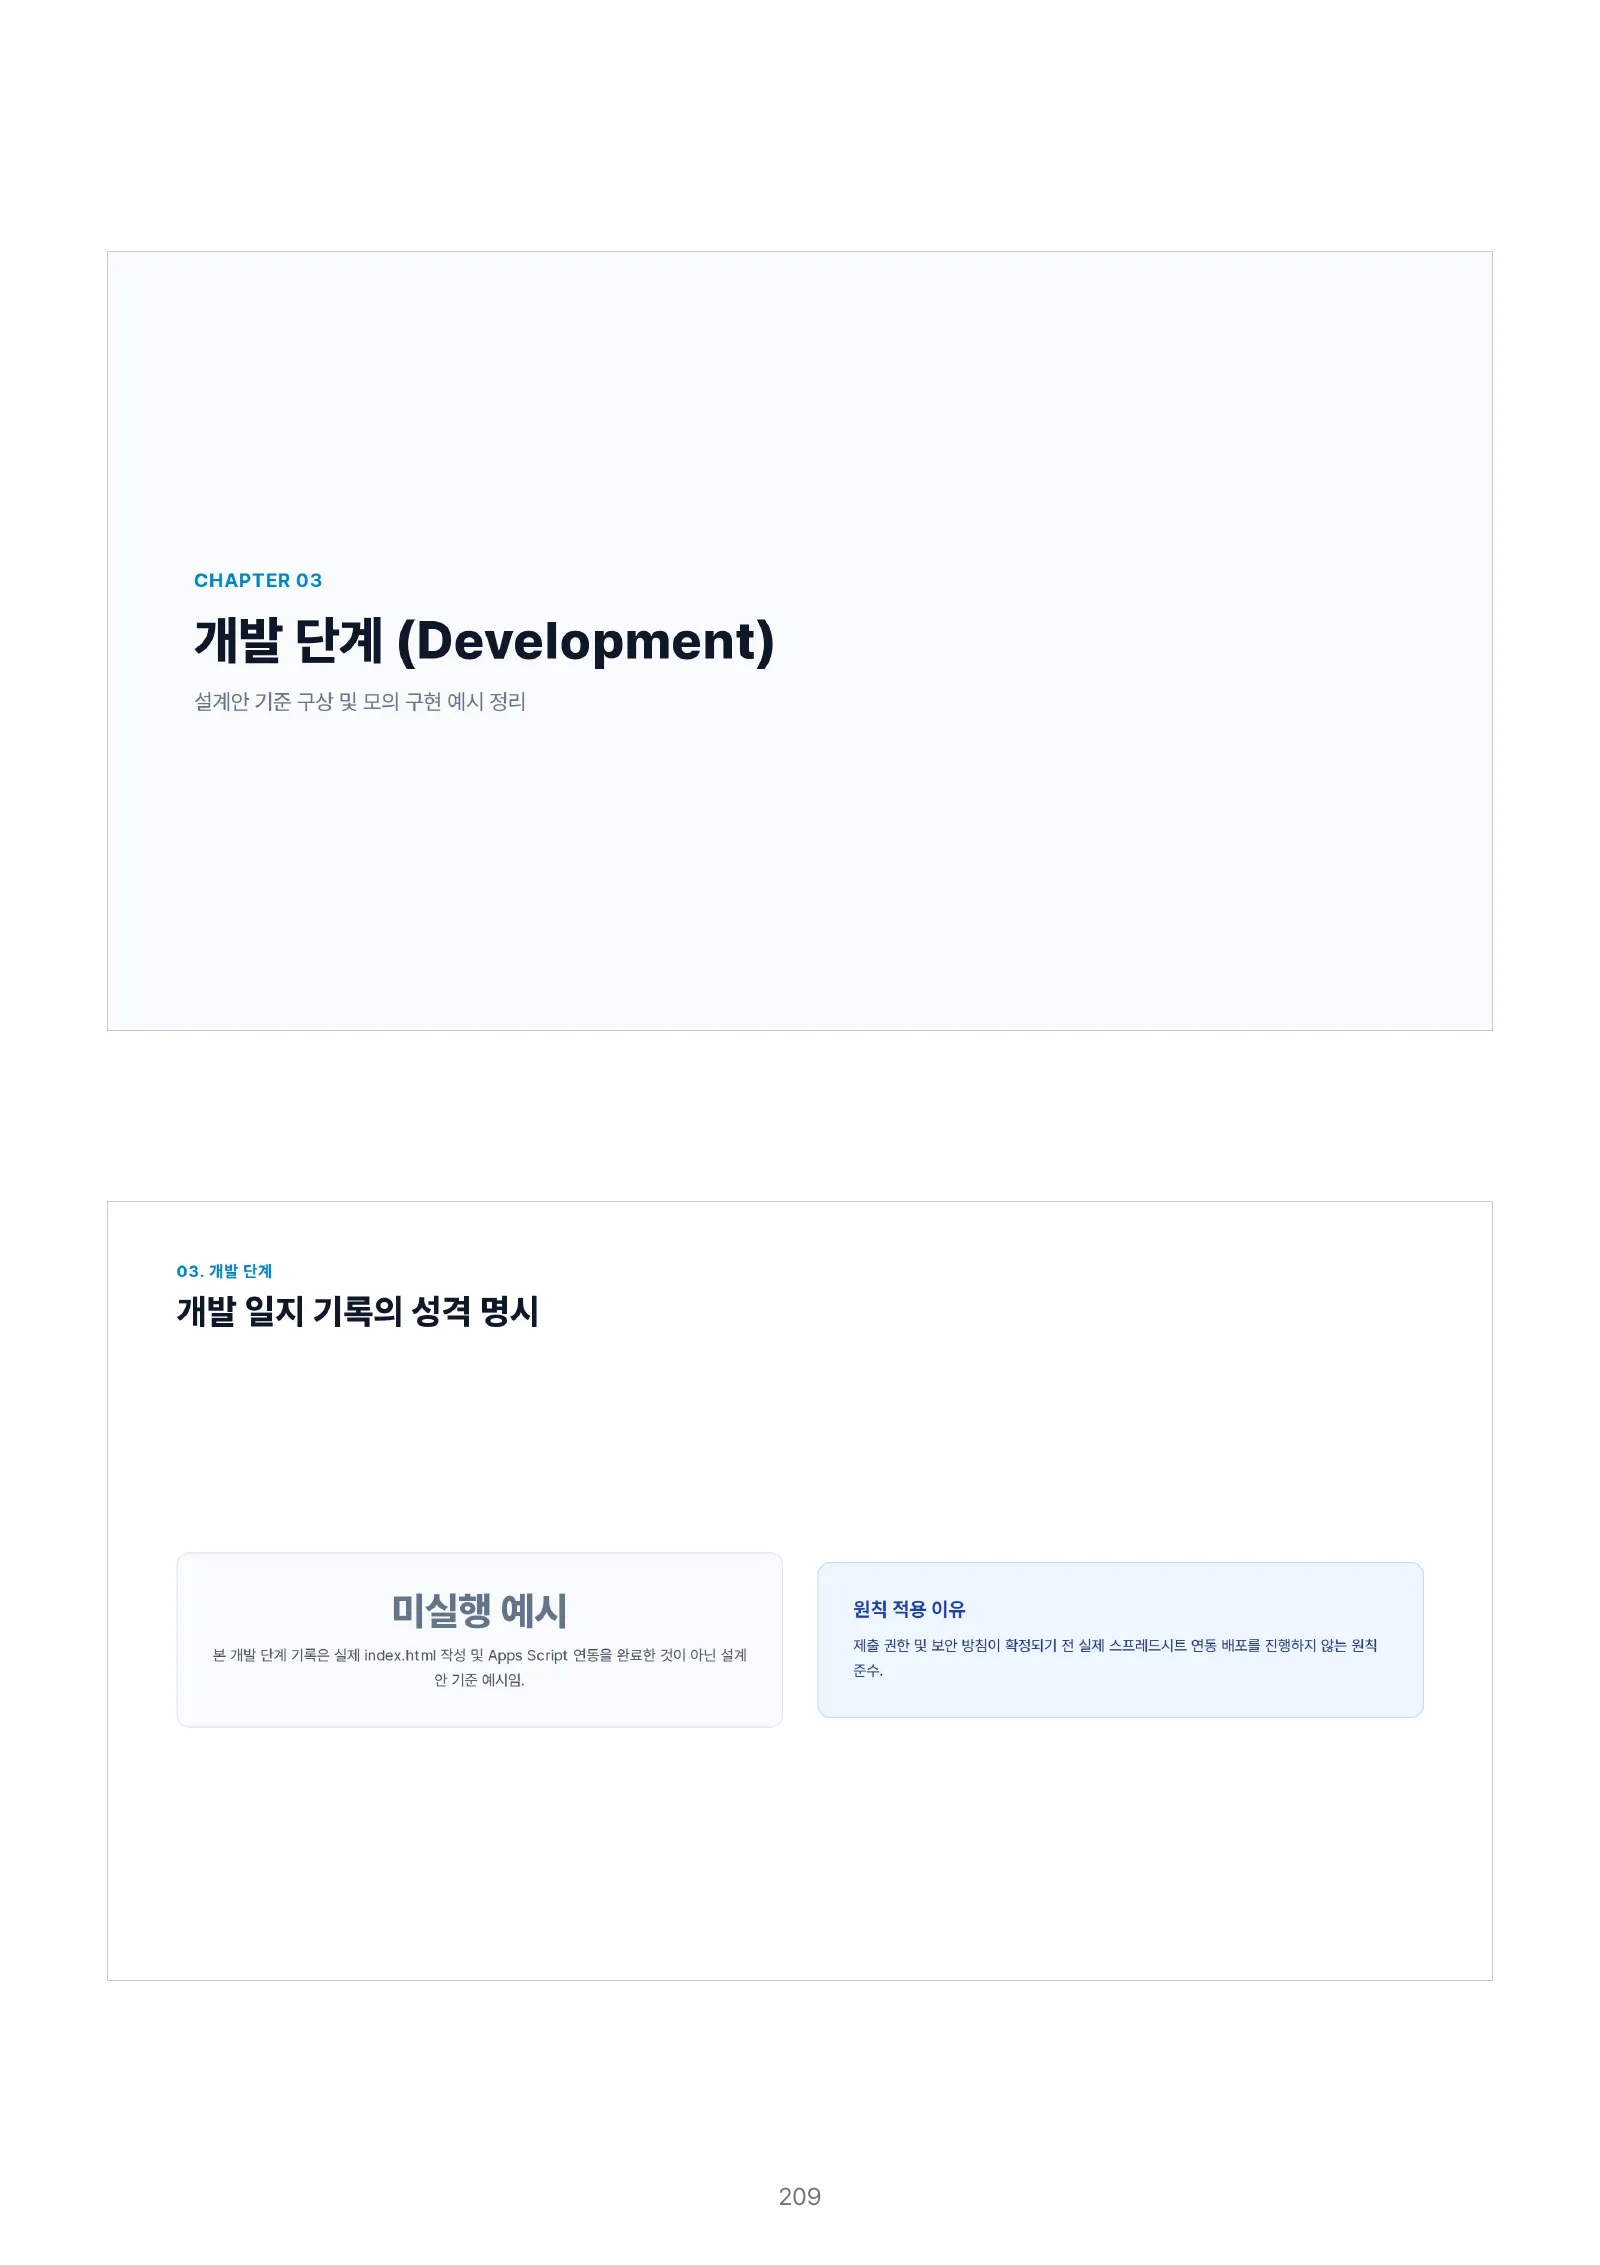 CHAPTER 03
개발 단계 (Development)
설계안 기준 구상 및 모의 구현 예시 정리
03. 개발 단계
개발 일지 기록의 성격 명시
미실행 예시
본 개발 단계 기록은 실제 index.html 작성 및 Apps Script 연동을 완료한 것이 아닌 설계
안 기준 예시임.
원칙 적용 이유
제출 권한 및 보안 방침이 확정되기 전 실제 스프레드시트 연동 배포를 진행하지 않는 원칙
준수.
209